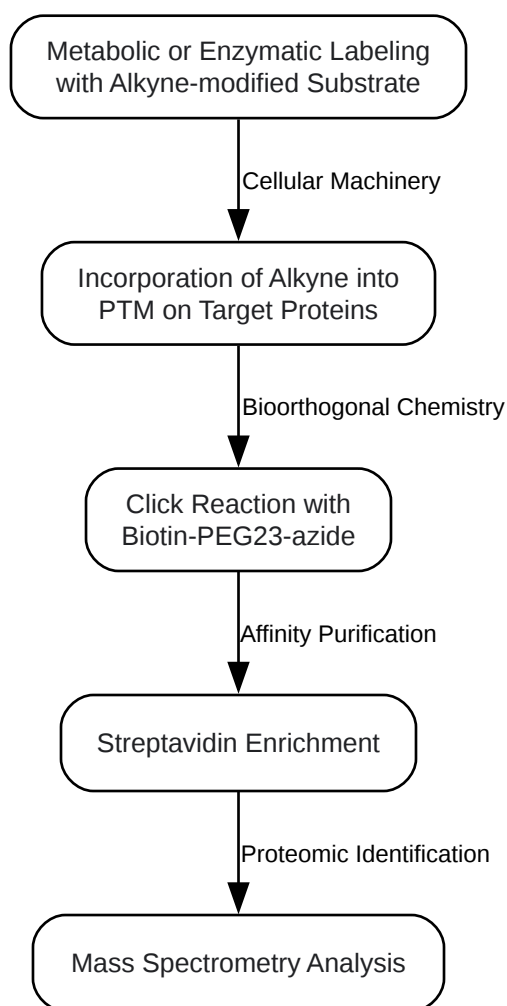 Metabolic or Enzymatic Labeling
with Alkyne-modified Substrate
Cellular Machinery
Incorporation of Alkyne into
PTM on Target Proteins
Bioorthogonal Chemistry
Click Reaction with
Biotin-PEG23-azide
Affinity Purification
Streptavidin Enrichment
Proteomic Identification
Mass Spectrometry Analysis